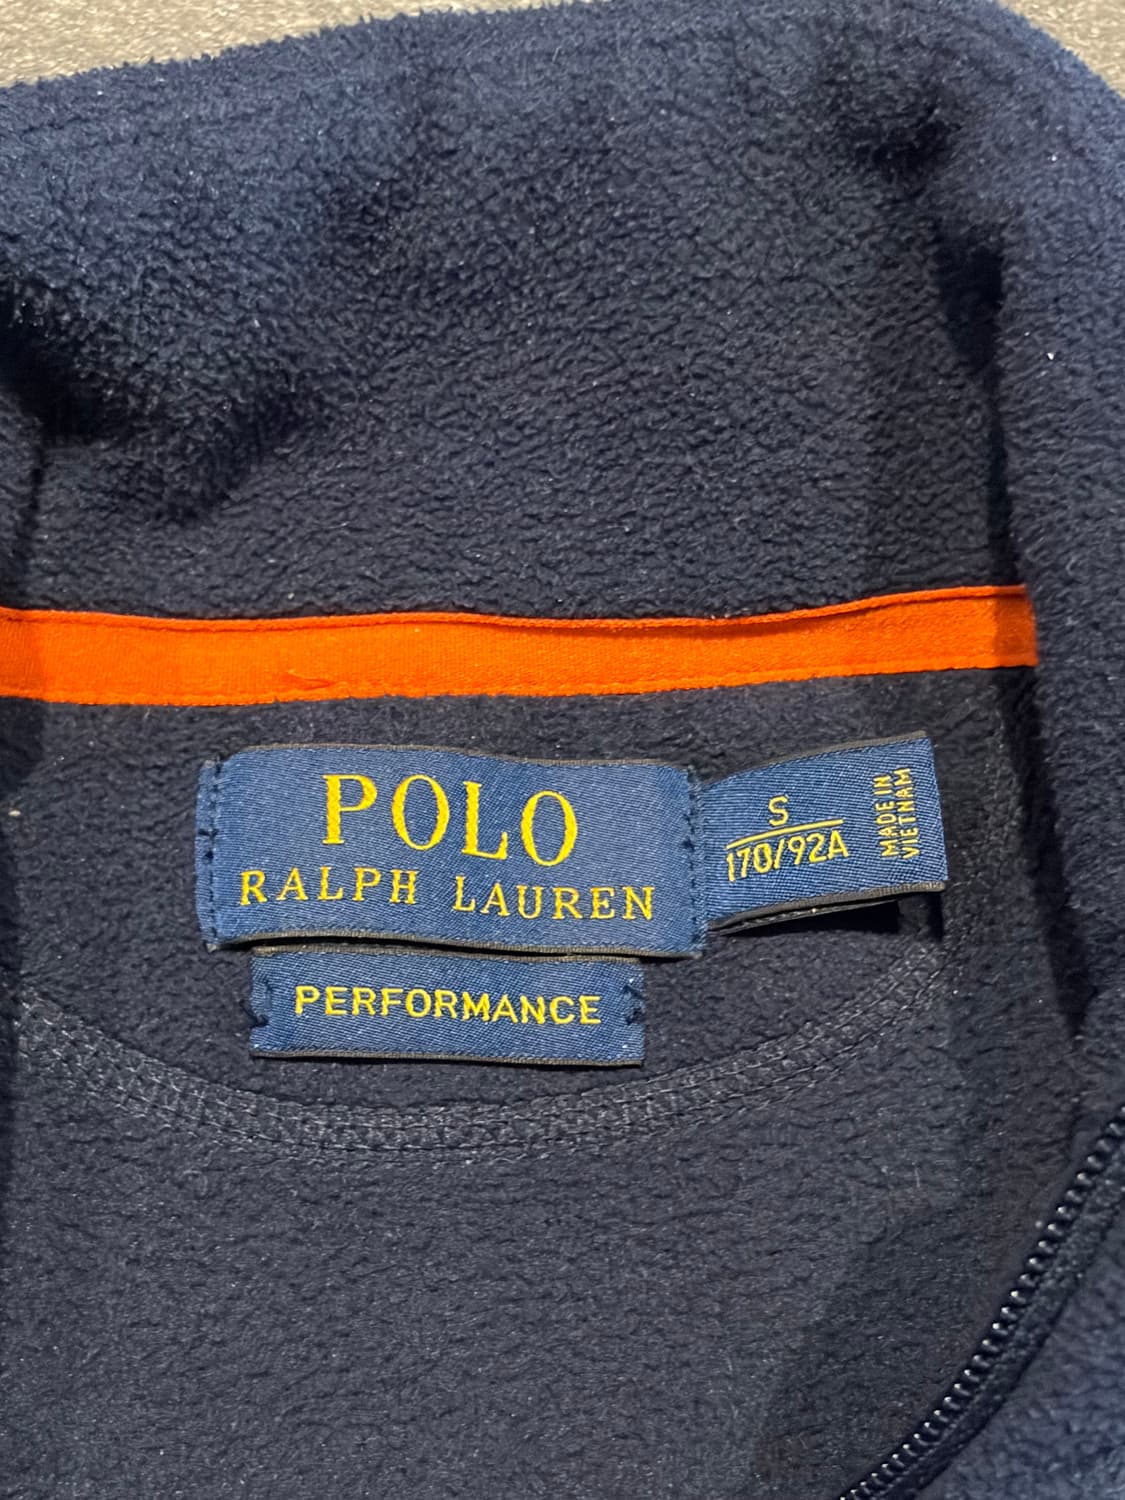 POLO
RALPH LAUREN
PERFORMANCE
S
170/92A
MADE IN
VIETNAM